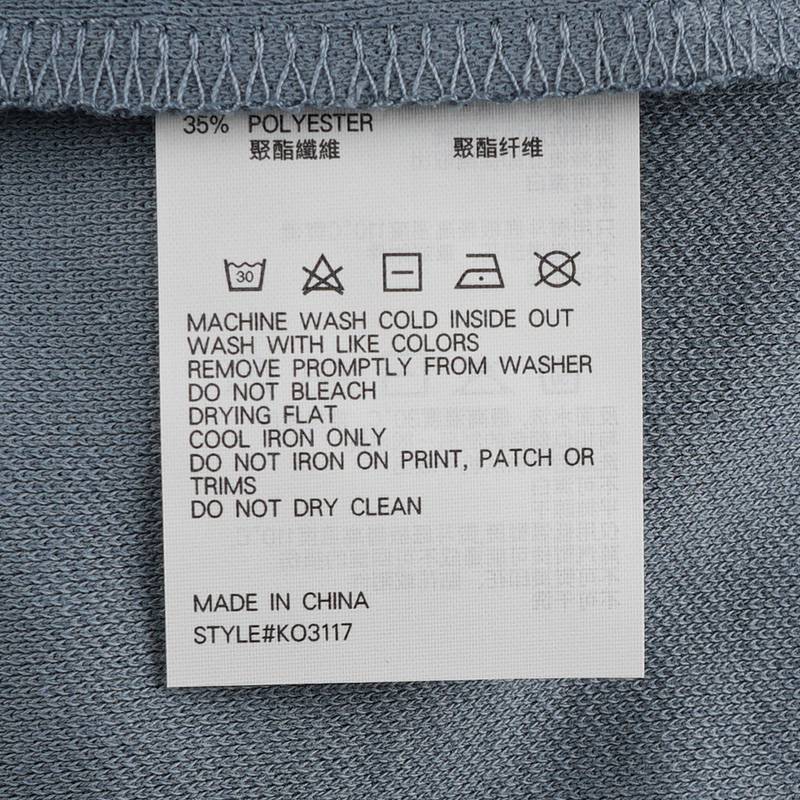 35% POLYESTER
聚酯纖維 聚酯纤维
30
MACHINE WASH COLD INSIDE OUT
WASH WITH LIKE COLORS
REMOVE PROMPTLY FROM WASHER
DO NOT BLEACH
DRYING FLAT
COOL IRON ONLY
DO NOT IRON ON PRINT, PATCH OR
TRIMS
DO NOT DRY CLEAN
MADE IN CHINA
STYLE#KO3117